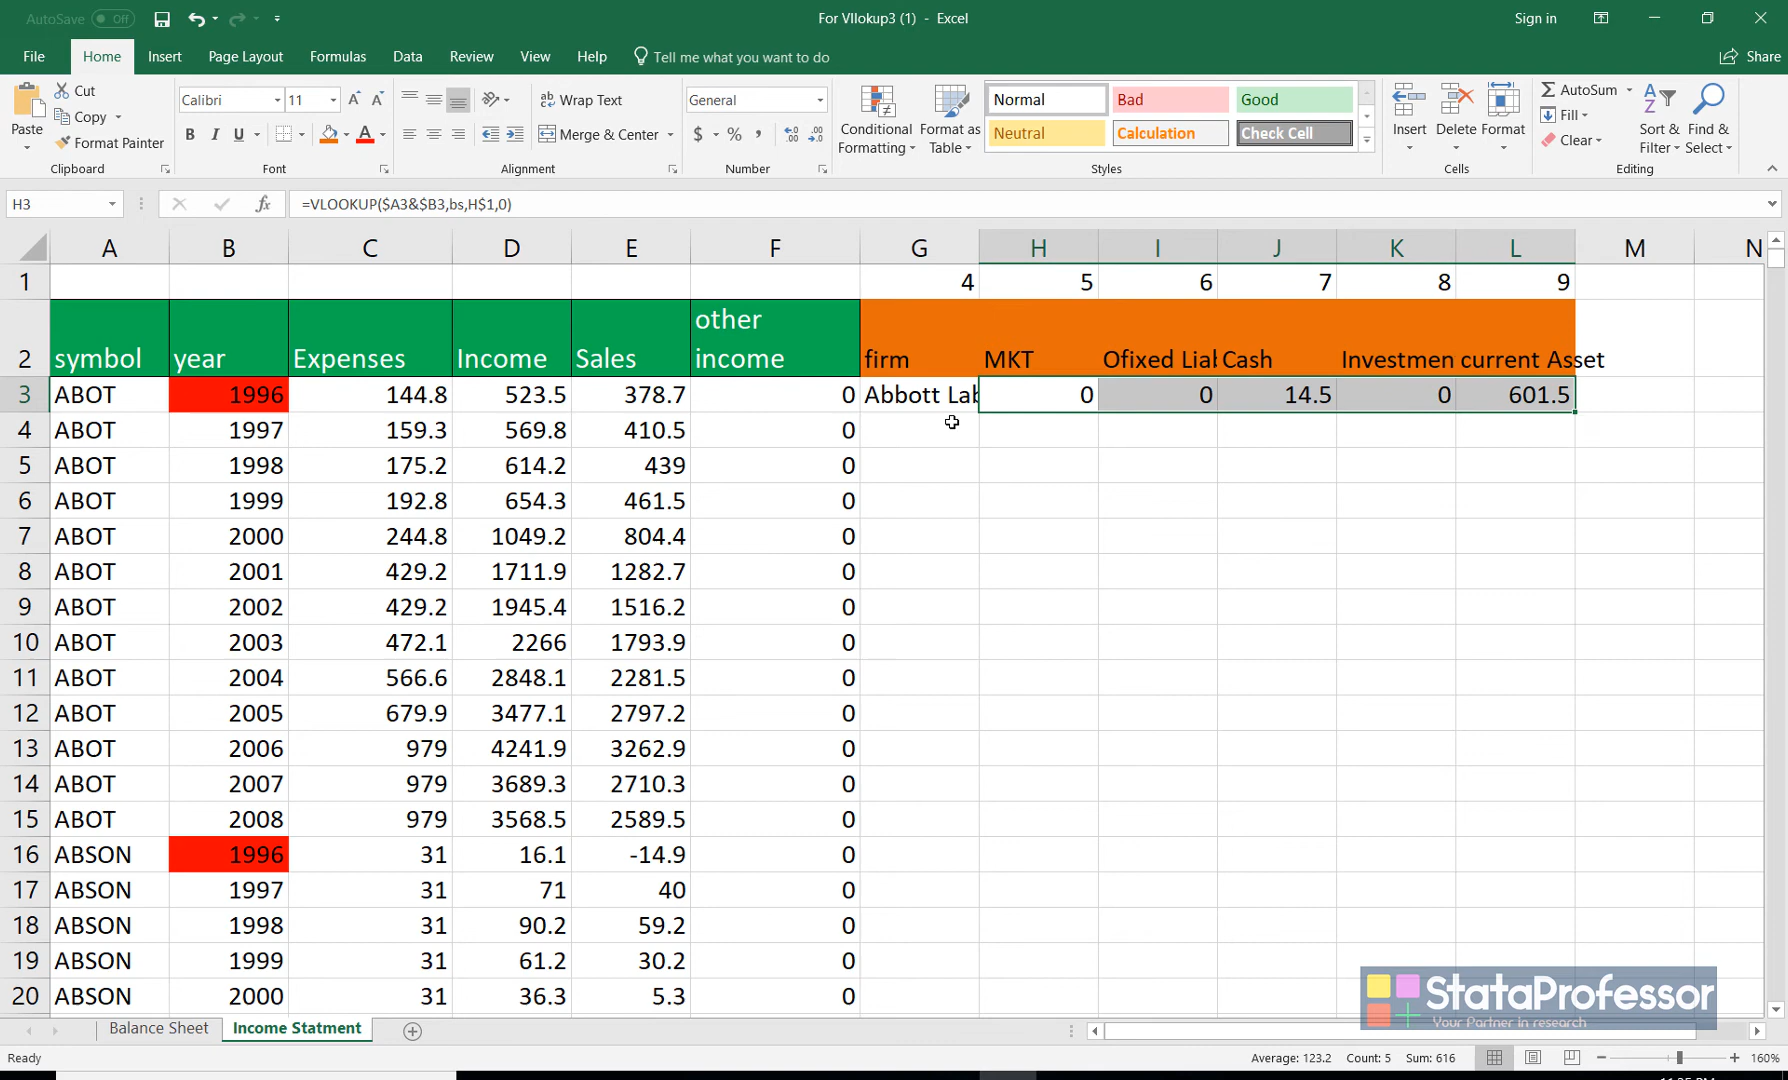 AutoSave Off
For Vllokup3 (1) - Excel
Sign in
File Home Insert Page Layout Formulas Data Review View Help Tell me what you want to do Share
Paste Cut Copy Format Painter Clipboard
Calibri 11 B I U Font
Wrap Text Merge & Center Alignment
General $ % Number
Conditional Formatting Format as Table
Normal Bad Good
Neutral Calculation Check Cell
Styles
Insert Delete Format Cells
AutoSum Fill Clear Sort & Filter Find & Select Editing
H3 fx =VLOOKUP($A3&$B3,bs,H$1,0)
A B C D E F G H I J K L M N
1 4 5 6 7 8 9
2 symbol year Expenses Income Sales other income firm MKT Ofixed Lial Cash Investmen current Asset
3 ABOT 1996 144.8 523.5 378.7 0 Abbott Lab 0 0 14.5 0 601.5
4 ABOT 1997 159.3 569.8 410.5 0
5 ABOT 1998 175.2 614.2 439 0
6 ABOT 1999 192.8 654.3 461.5 0
7 ABOT 2000 244.8 1049.2 804.4 0
8 ABOT 2001 429.2 1711.9 1282.7 0
9 ABOT 2002 429.2 1945.4 1516.2 0
10 ABOT 2003 472.1 2266 1793.9 0
11 ABOT 2004 566.6 2848.1 2281.5 0
12 ABOT 2005 679.9 3477.1 2797.2 0
13 ABOT 2006 979 4241.9 3262.9 0
14 ABOT 2007 979 3689.3 2710.3 0
15 ABOT 2008 979 3568.5 2589.5 0
16 ABSON 1996 31 16.1 -14.9 0
17 ABSON 1997 31 71 40 0
18 ABSON 1998 31 90.2 59.2 0
19 ABSON 1999 31 61.2 30.2 0
20 ABSON 2000 31 36.3 5.3 0
StataProfessor
Your Partner in research
Balance Sheet Income Statment
Ready Average: 123.2 Count: 5 Sum: 616 160%